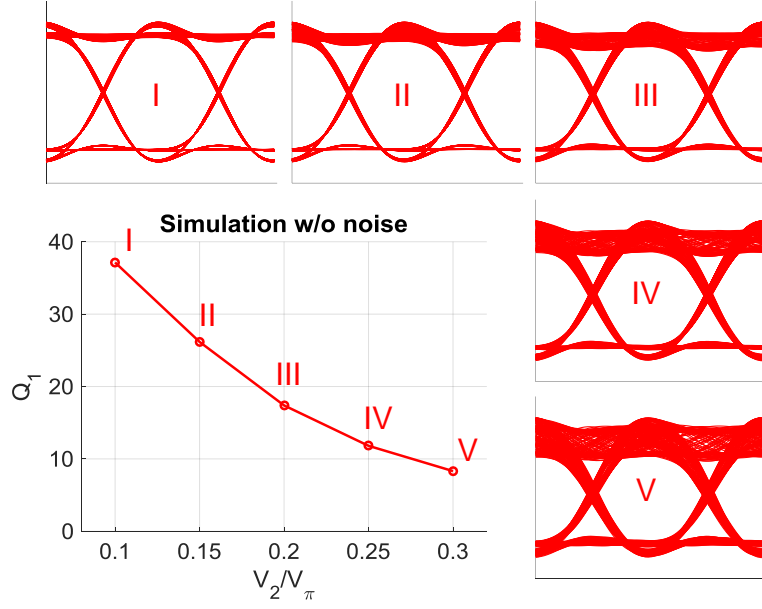 I
II
III
Simulation w/o noise
40
30
20
10
0
Q1
I
II
III
IV
V
0.1
0.15
0.2
0.25
0.3
V2/Vπ
IV
V